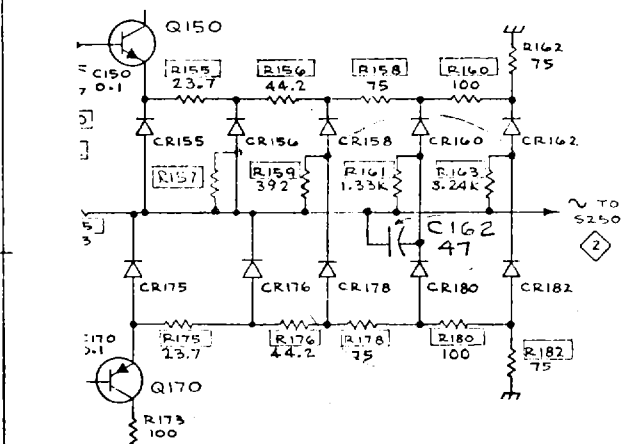 Q150
R162
75
C150
0.1
R155
23.7
R156
44.2
R158
75
R160
100
CR155
CR156
CR158
CR160
CR162
R157
R159
392
R161
1.33K
R163
8.24K
∿ TO
S250
2
C162
47
CR175
CR176
CR178
CR180
CR182
R175
23.7
R176
44.2
R178
75
R180
100
R182
75
Q170
R173
100